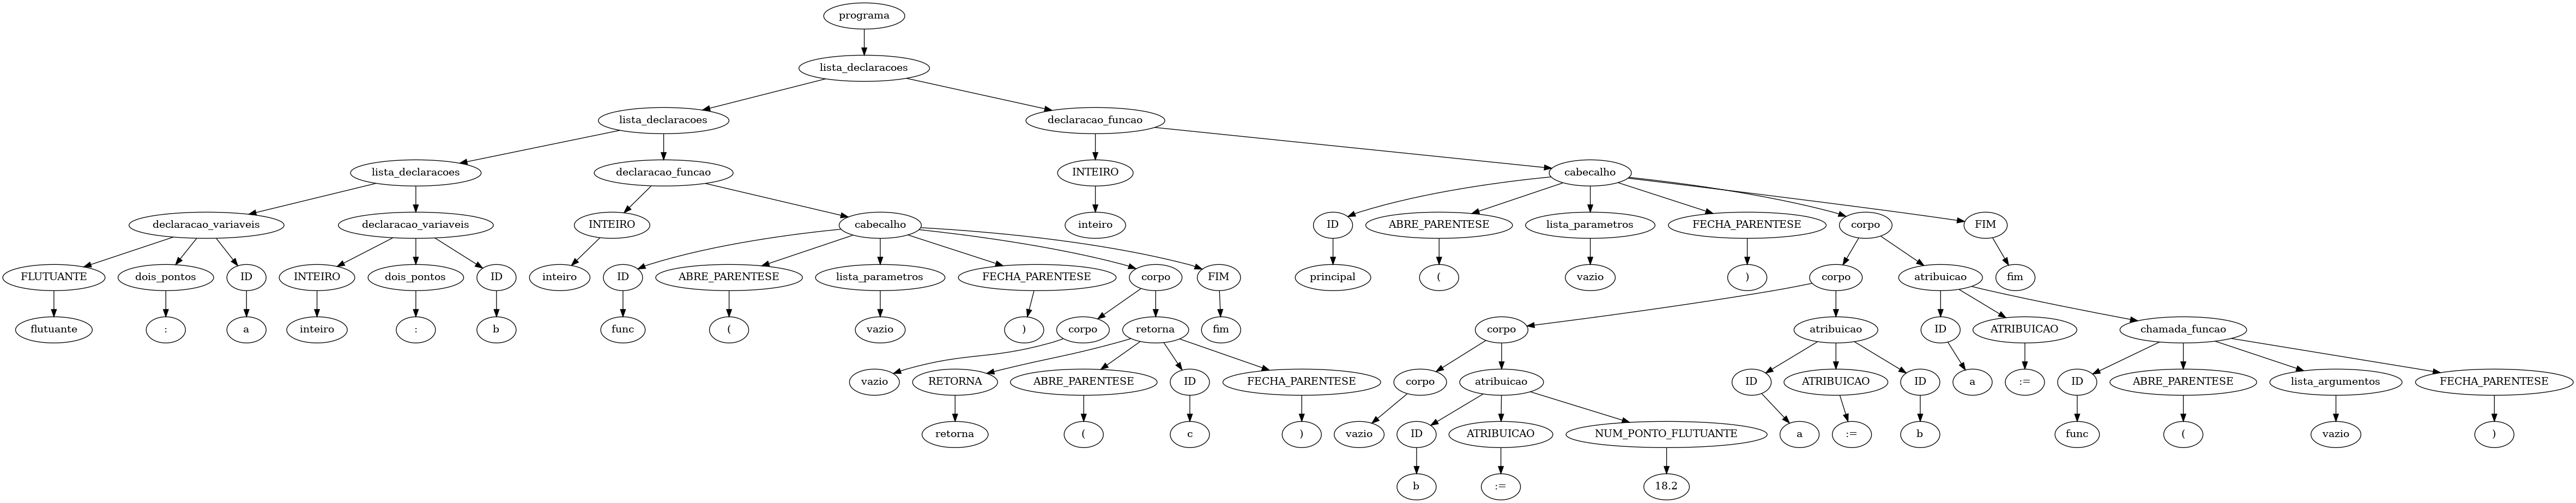 programa
lista_declaracoes
lista_declaracoes declaracao_funcao
lista_declaracoes declaracao_funcao INTEIRO cabecalho
declaracao_variaveis declaracao_variaveis INTEIRO cabecalho inteiro ID ABRE_PARENTESE lista_parametros FECHA_PARENTESE corpo FIM
FLUTUANTE dois_pontos ID INTEIRO dois_pontos ID inteiro ID ABRE_PARENTESE lista_parametros FECHA_PARENTESE corpo FIM principal ( vazio ) corpo atribuicao fim
flutuante : a inteiro : b func ( vazio ) corpo retorna fim corpo atribuicao ID ATRIBUICAO chamada_funcao
vazio RETORNA ABRE_PARENTESE ID FECHA_PARENTESE corpo atribuicao ID ATRIBUICAO ID a := ID ABRE_PARENTESE lista_argumentos FECHA_PARENTESE
retorna ( c ) vazio ID ATRIBUICAO NUM_PONTO_FLUTUANTE a := b func ( vazio )
b := 18.2